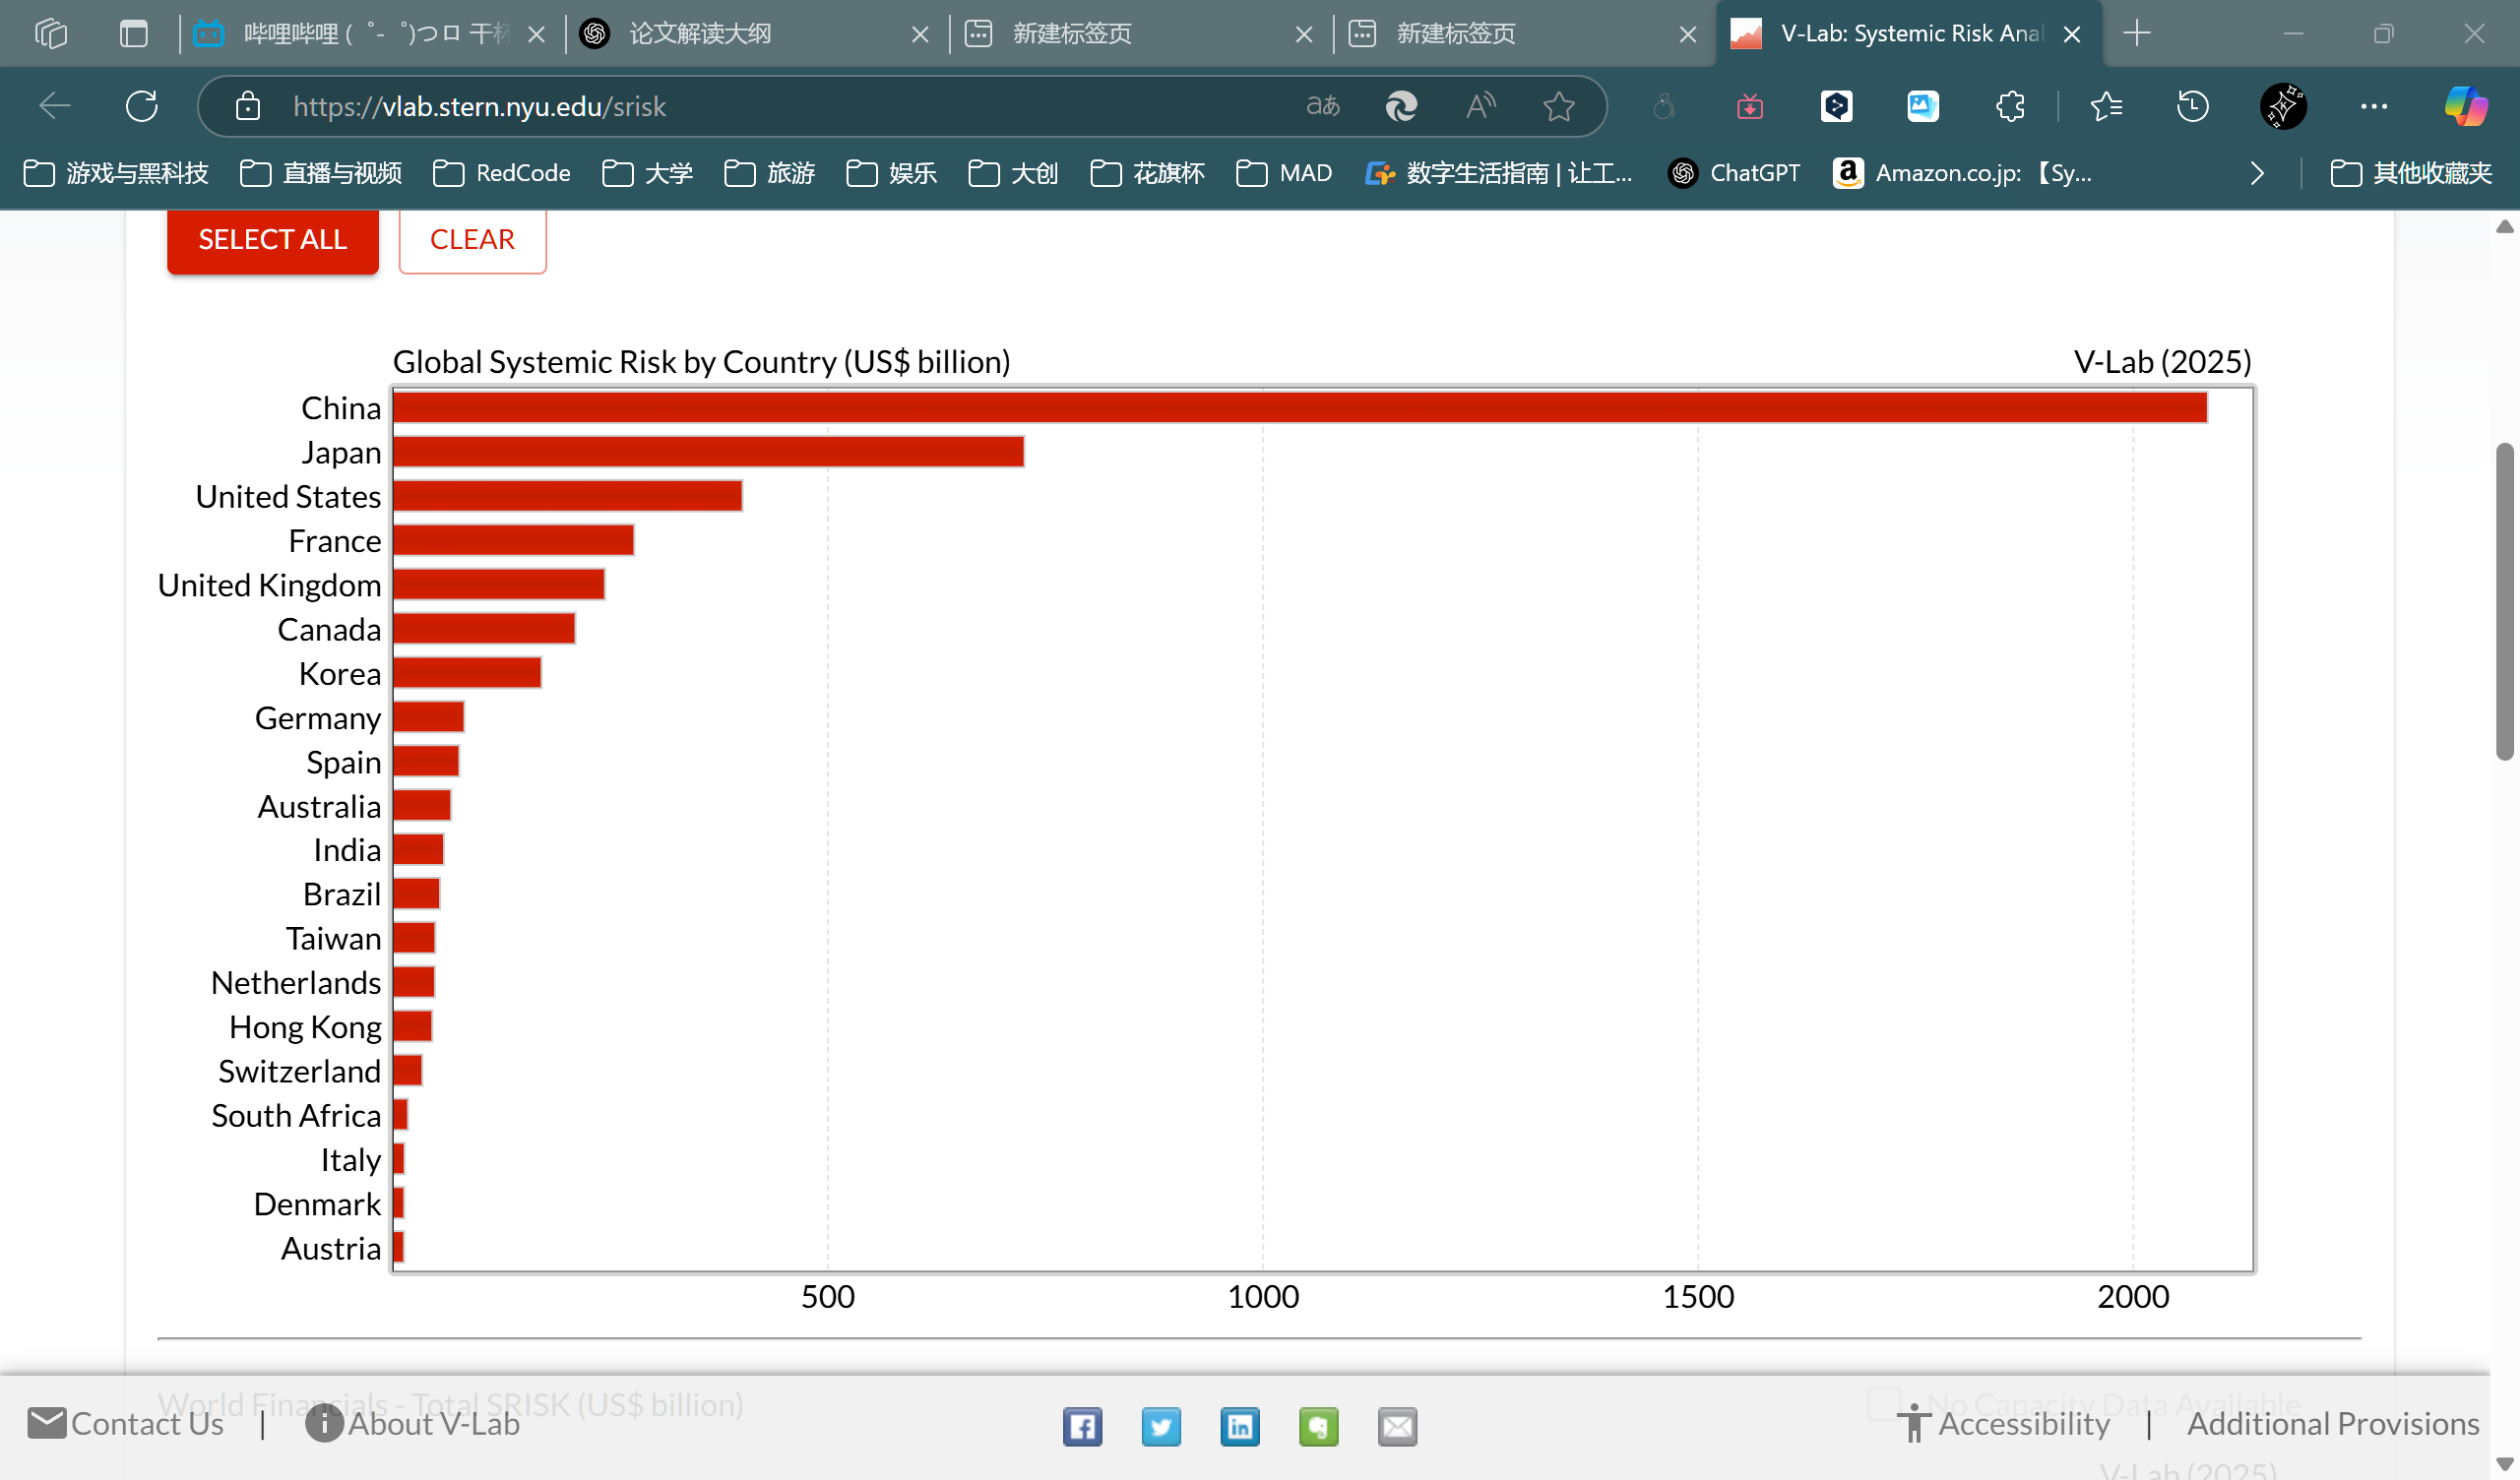 哔哩哔哩 (゜-゜)つロ 干杯
论文解读大纲
新建标签页
新建标签页
V-Lab: Systemic Risk Anal
https://vlab.stern.nyu.edu/srisk
游戏与黑科技
直播与视频
RedCode
大学
旅游
娱乐
大创
花旗杯
MAD
数字生活指南 | 让工...
ChatGPT
Amazon.co.jp: 【Sy...
其他收藏夹
SELECT ALL
CLEAR
Global Systemic Risk by Country (US$ billion)
V-Lab (2025)
China
Japan
United States
France
United Kingdom
Canada
Korea
Germany
Spain
Australia
India
Brazil
Taiwan
Netherlands
Hong Kong
Switzerland
South Africa
Italy
Denmark
Austria
500
1000
1500
2000
World Financials - Total SRISK (US$ billion)
No Capacity Data Available
Contact Us |
About V-Lab
Accessibility | Additional Provisions
V-Lab (2025)